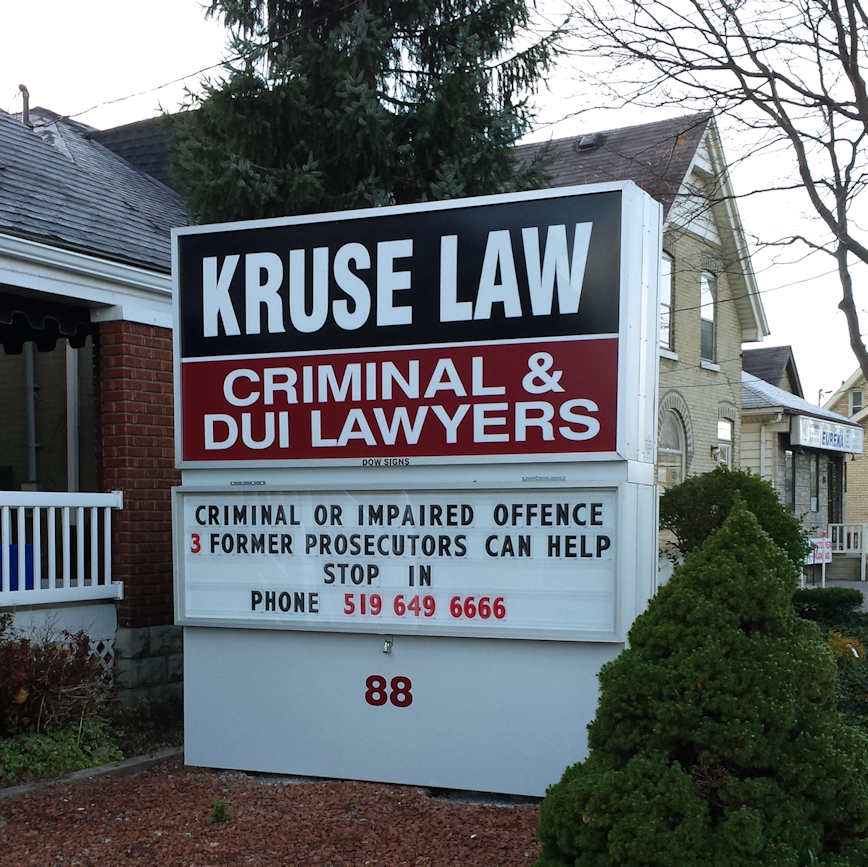 KRUSE LAW
CRIMINAL &
DUI LAWYERS
DOW SIGNS
CRIMINAL OR IMPAIRED OFFENCE
3 FORMER PROSECUTORS CAN HELP
STOP IN
PHONE 519 649 6666
88
EUREKA